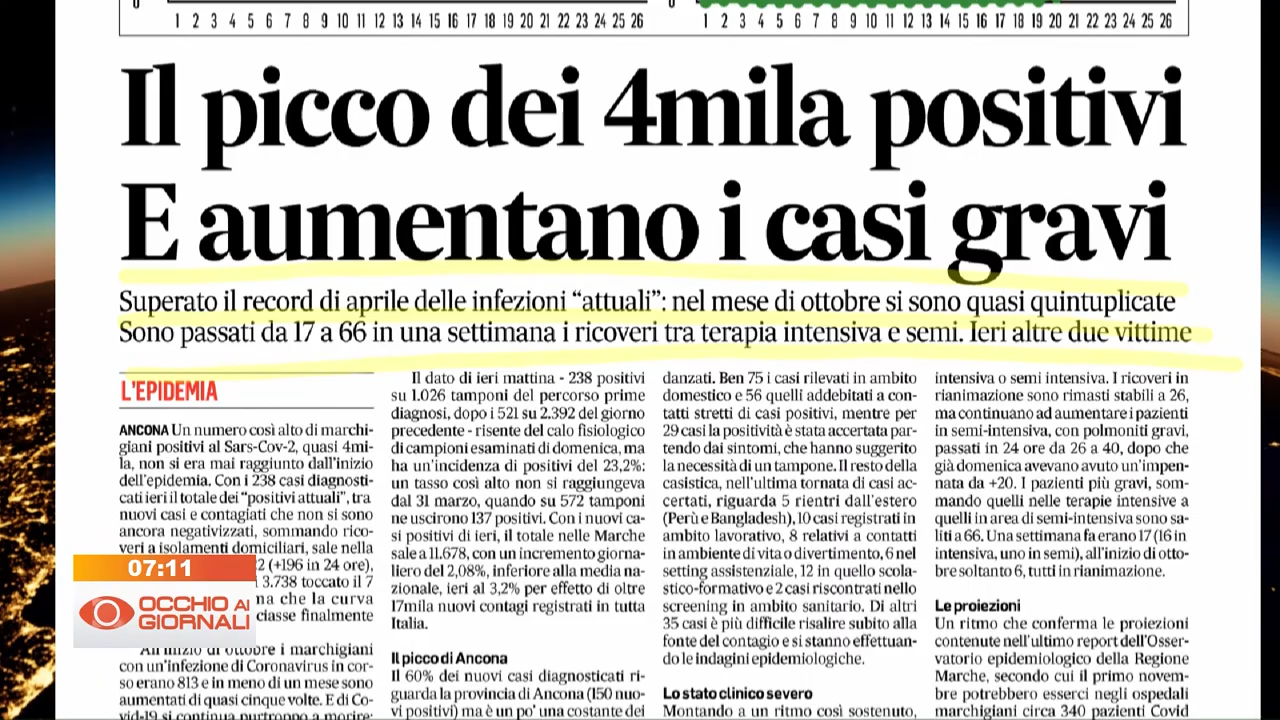 0
1 2 3 4 5 6 7 8 9 10 11 12 13 14 15 16 17 18 19 20 21 22 23 24 25 26
0
1 2 3 4 5 6 7 8 9 10 11 12 13 14 15 16 17 18 19 20 21 22 23 24 25 26
Il picco dei 4mila positivi
E aumentano i casi gravi
Superato il record di aprile delle infezioni “attuali”: nel mese di ottobre si sono quasi quintuplicate
Sono passati da 17 a 66 in una settimana i ricoveri tra terapia intensiva e semi. Ieri altre due vittime
L'EPIDEMIA
ANCONA Un numero così alto di marchi-
giani positivi al Sars-Cov-2, quasi 4mi-
la, non si era mai raggiunto dall'inizio
dell'epidemia. Con i 238 casi diagnosti-
cati ieri il totale dei “positivi attuali”, tra
nuovi casi e contagiati che non si sono
ancora negativizzati, sommando rico-
veri a isolamenti domiciliari, sale nella
2 (+196 in 24 ore),
3.738 toccato il 7
na che la curva
ciasse finalmente
All'inizio di ottobre i marchigiani
con un'infezione di Coronavirus in cor-
so erano 813 e in meno di un mese sono
aumentati di quasi cinque volte. E di Co-
vid-19 si continua purtroppo a morire:
Il dato di ieri mattina - 238 positivi
su 1.026 tamponi del percorso prime
diagnosi, dopo i 521 su 2.392 del giorno
precedente - risente del calo fisiologico
di campioni esaminati di domenica, ma
ha un'incidenza di positivi del 23,2%:
un tasso così alto non si raggiungeva
dal 31 marzo, quando su 572 tamponi
ne uscirono 137 positivi. Con i nuovi ca-
si positivi di ieri, il totale nelle Marche
sale a 11.678, con un incremento giorna-
liero del 2,08%, inferiore alla media na-
zionale, ieri al 3,2% per effetto di oltre
17mila nuovi contagi registrati in tutta
Italia.
Il picco di Ancona
Il 60% dei nuovi casi diagnosticati ri-
guarda la provincia di Ancona (150 nuo-
vi positivi) ma è un po' una costante dei
danzati. Ben 75 i casi rilevati in ambito
domestico e 56 quelli addebitati a con-
tatti stretti di casi positivi, mentre per
29 casi la positività è stata accertata par-
tendo dai sintomi, che hanno suggerito
la necessità di un tampone. Il resto della
casistica, nell'ultima tornata di casi ac-
certati, riguarda 5 rientri dall'estero
(Perù e Bangladesh), 10 casi registrati in
ambito lavorativo, 8 relativi a contatti
in ambiente di vita o divertimento, 6 nel
setting assistenziale, 12 in quello scola-
stico-formativo e 2 casi riscontrati nello
screening in ambito sanitario. Di altri
35 casi è più difficile risalire subito alla
fonte del contagio e si stanno effettuan-
do le indagini epidemiologiche.
Lo stato clinico severo
Montando a un ritmo così sostenuto,
intensiva o semi intensiva. I ricoveri in
rianimazione sono rimasti stabili a 26,
ma continuano ad aumentare i pazienti
in semi-intensiva, con polmoniti gravi,
passati in 24 ore da 26 a 40, dopo che
già domenica avevano avuto un'impen-
nata da +20. I pazienti più gravi, som-
mando quelli nelle terapie intensive a
quelli in area di semi-intensiva sono sa-
liti a 66. Una settimana fa erano 17 (16 in
intensiva, uno in semi), all'inizio di otto-
bre soltanto 6, tutti in rianimazione.
Le proiezioni
Un ritmo che conferma le proiezioni
contenute nell'ultimo report dell'Osser-
vatorio epidemiologico della Regione
Marche, secondo cui il primo novem-
bre potrebbero esserci negli ospedali
marchigiani circa 340 pazienti Covid
07:11
OCCHIO AI
GIORNALI